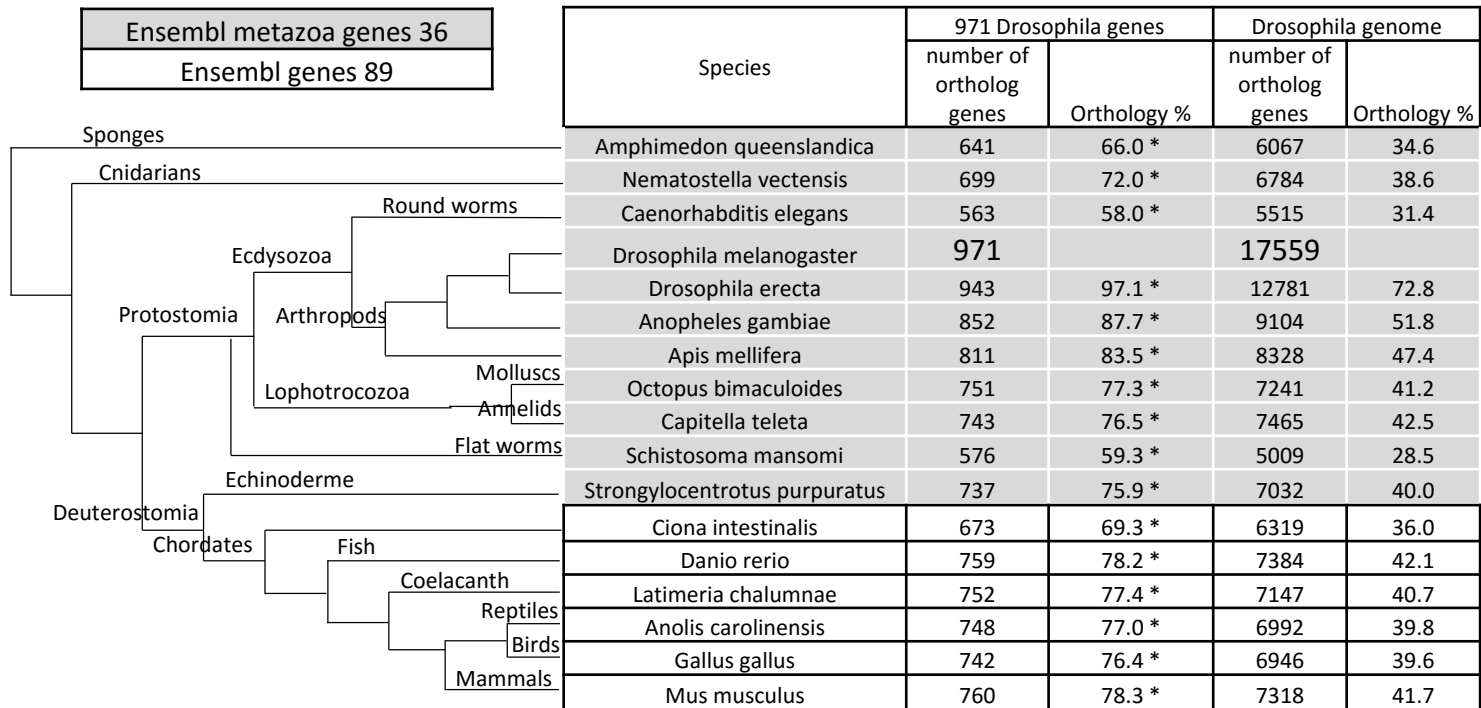 Ensembl metazoa genes 36
Ensembl genes 89
Species
971 Drosophila genes
Drosophila genome
number of
ortholog
genes
Orthology %
number of
ortholog
genes
Orthology %
Sponges
Amphimedon queenslandica 641 66.0 * 6067 34.6
Cnidarians
Nematostella vectensis 699 72.0 * 6784 38.6
Round worms
Caenorhabditis elegans 563 58.0 * 5515 31.4
Ecdysozoa
Drosophila melanogaster 971 17559
Drosophila erecta 943 97.1 * 12781 72.8
Protostomia
Arthropods
Anopheles gambiae 852 87.7 * 9104 51.8
Apis mellifera 811 83.5 * 8328 47.4
Molluscs
Octopus bimaculoides 751 77.3 * 7241 41.2
Lophotrocozoa
Annelids
Capitella teleta 743 76.5 * 7465 42.5
Flat worms
Schistosoma mansomi 576 59.3 * 5009 28.5
Echinoderme
Strongylocentrotus purpuratus 737 75.9 * 7032 40.0
Deuterostomia
Ciona intestinalis 673 69.3 * 6319 36.0
Chordates
Fish
Danio rerio 759 78.2 * 7384 42.1
Coelacanth
Latimeria chalumnae 752 77.4 * 7147 40.7
Reptiles
Anolis carolinensis 748 77.0 * 6992 39.8
Birds
Gallus gallus 742 76.4 * 6946 39.6
Mammals
Mus musculus 760 78.3 * 7318 41.7